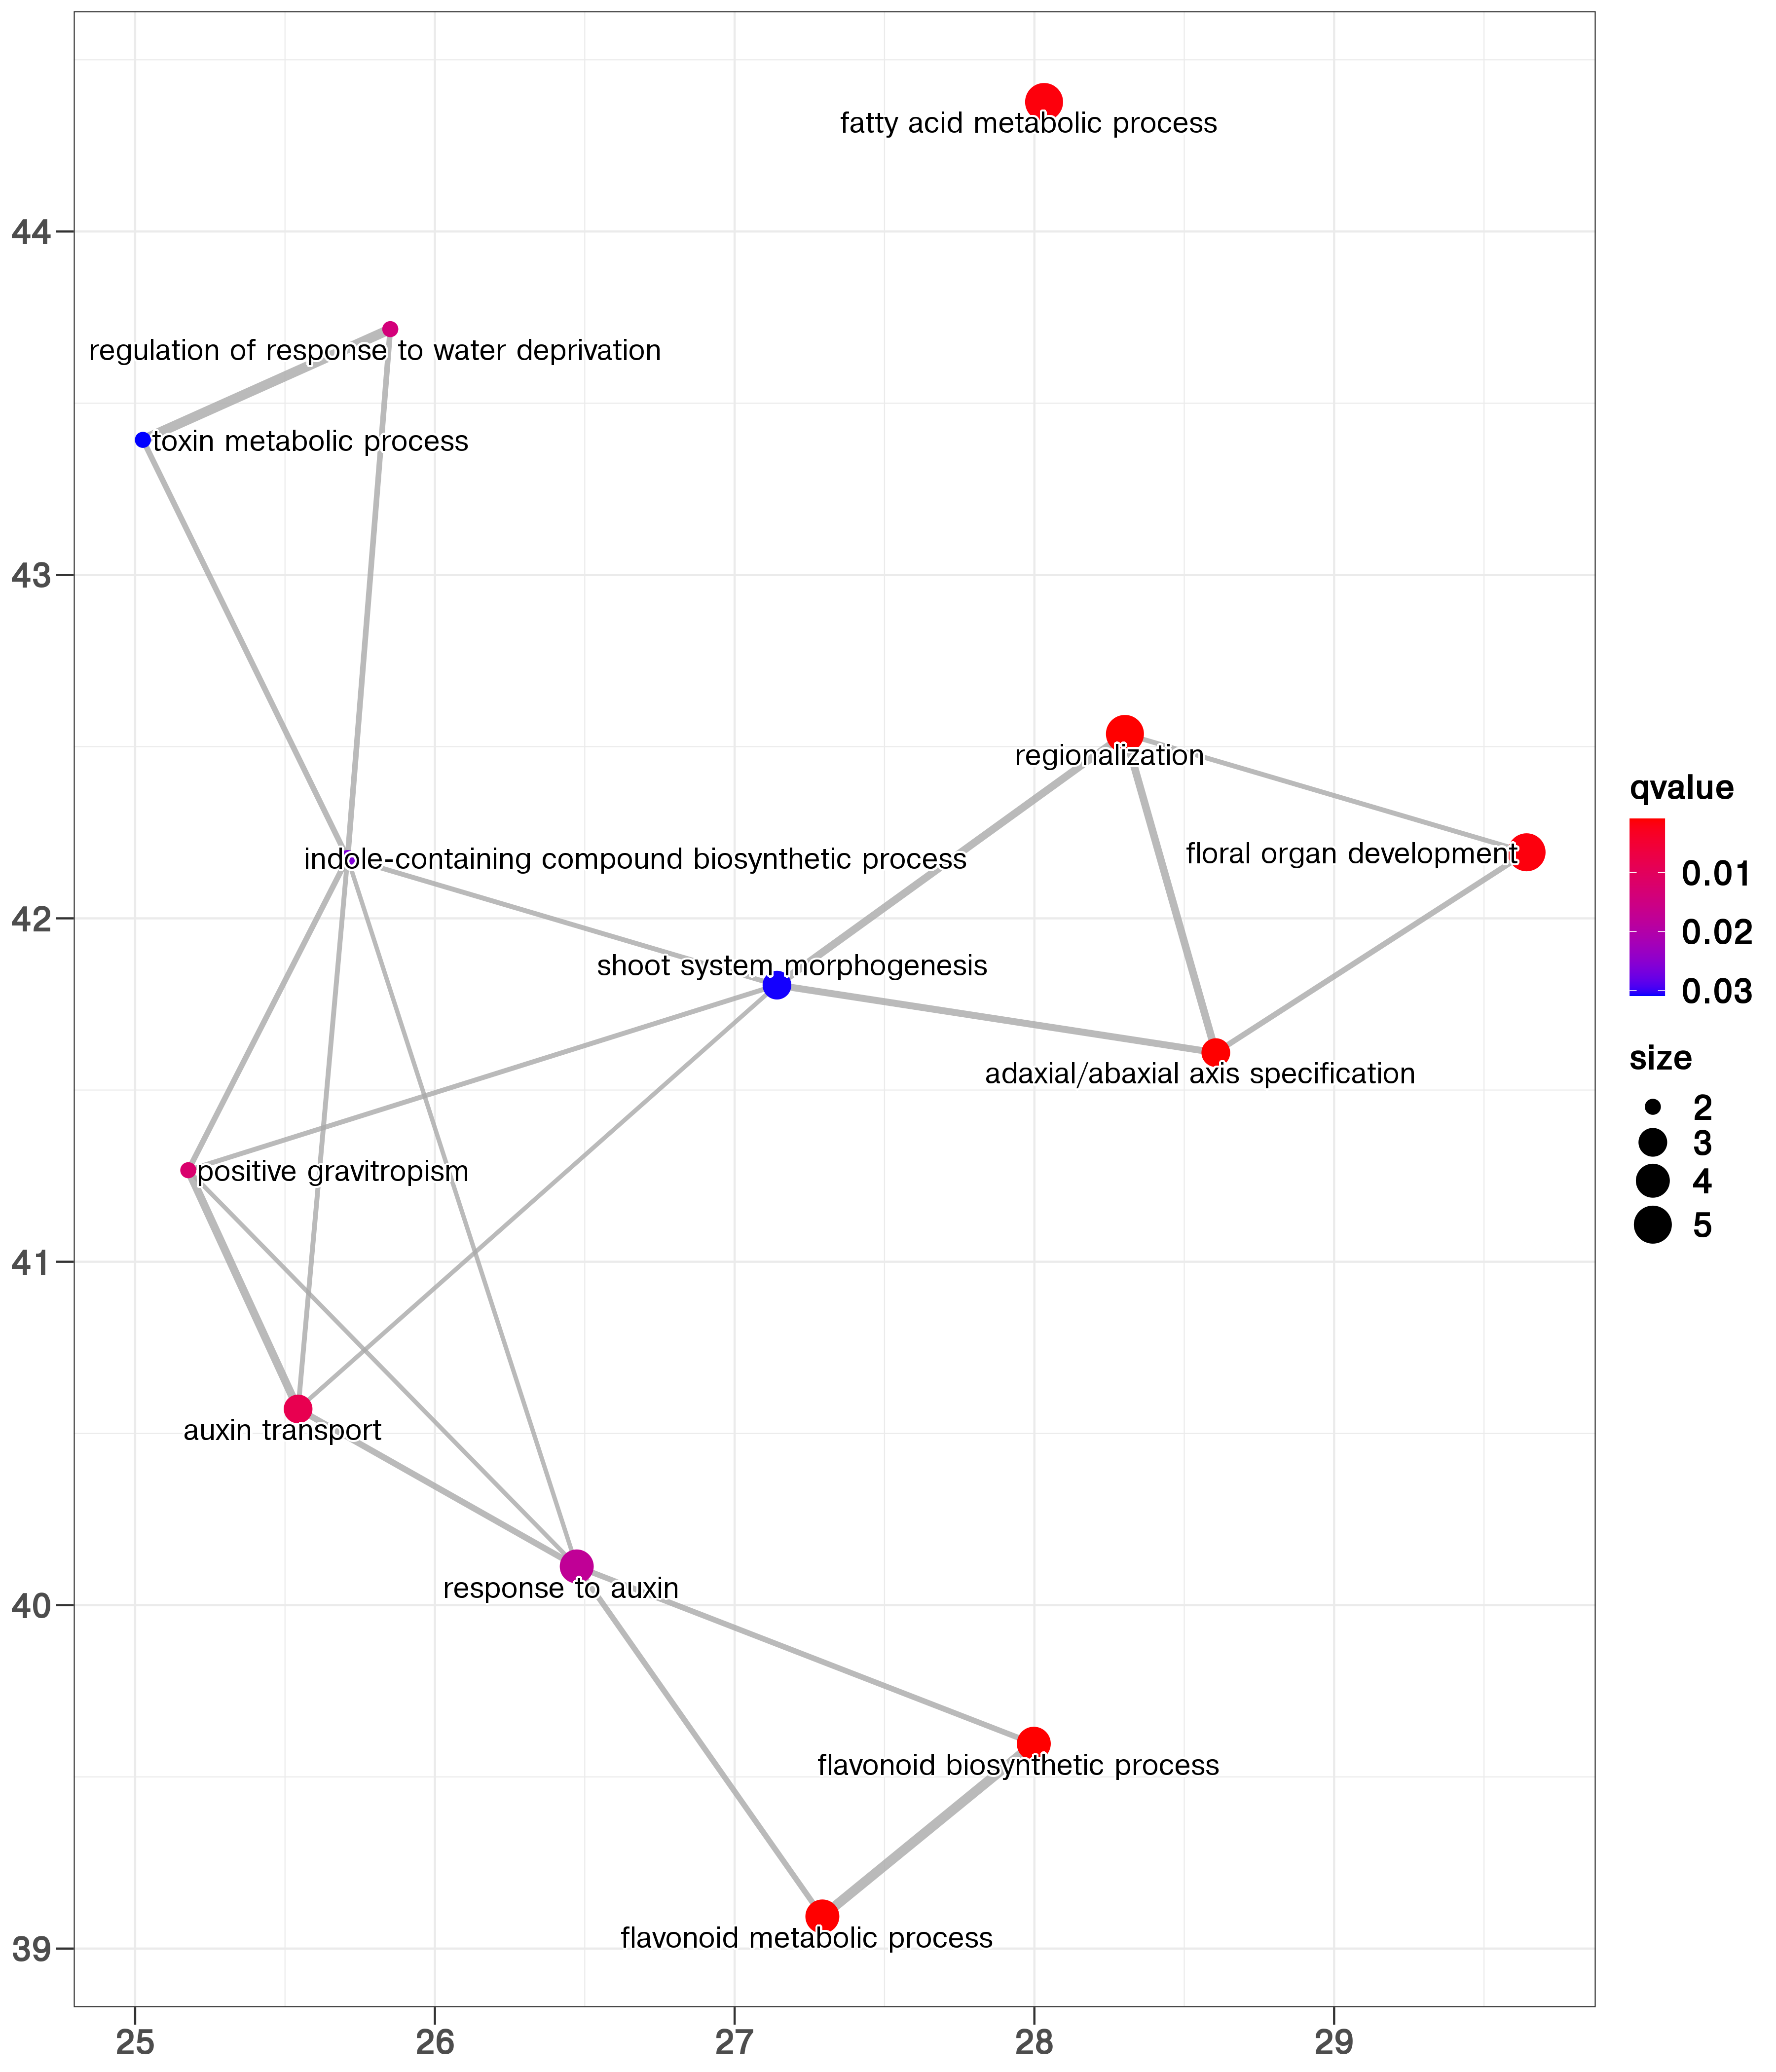 fatty acid metabolic process
44
regulation of response to water deprivation
toxin metabolic process
43
regionalization
qvalue
floral organ development
0.01
indole-containing compound biosynthetic process
42
0.02
shoot system morphogenesis
0.03
size
adaxial/abaxial axis specification
2
3
positive gravitropism
4
5
41
auxin transport
response to auxin
40
flavonoid biosynthetic process
flavonoid metabolic process
39
25 26 27 28 29